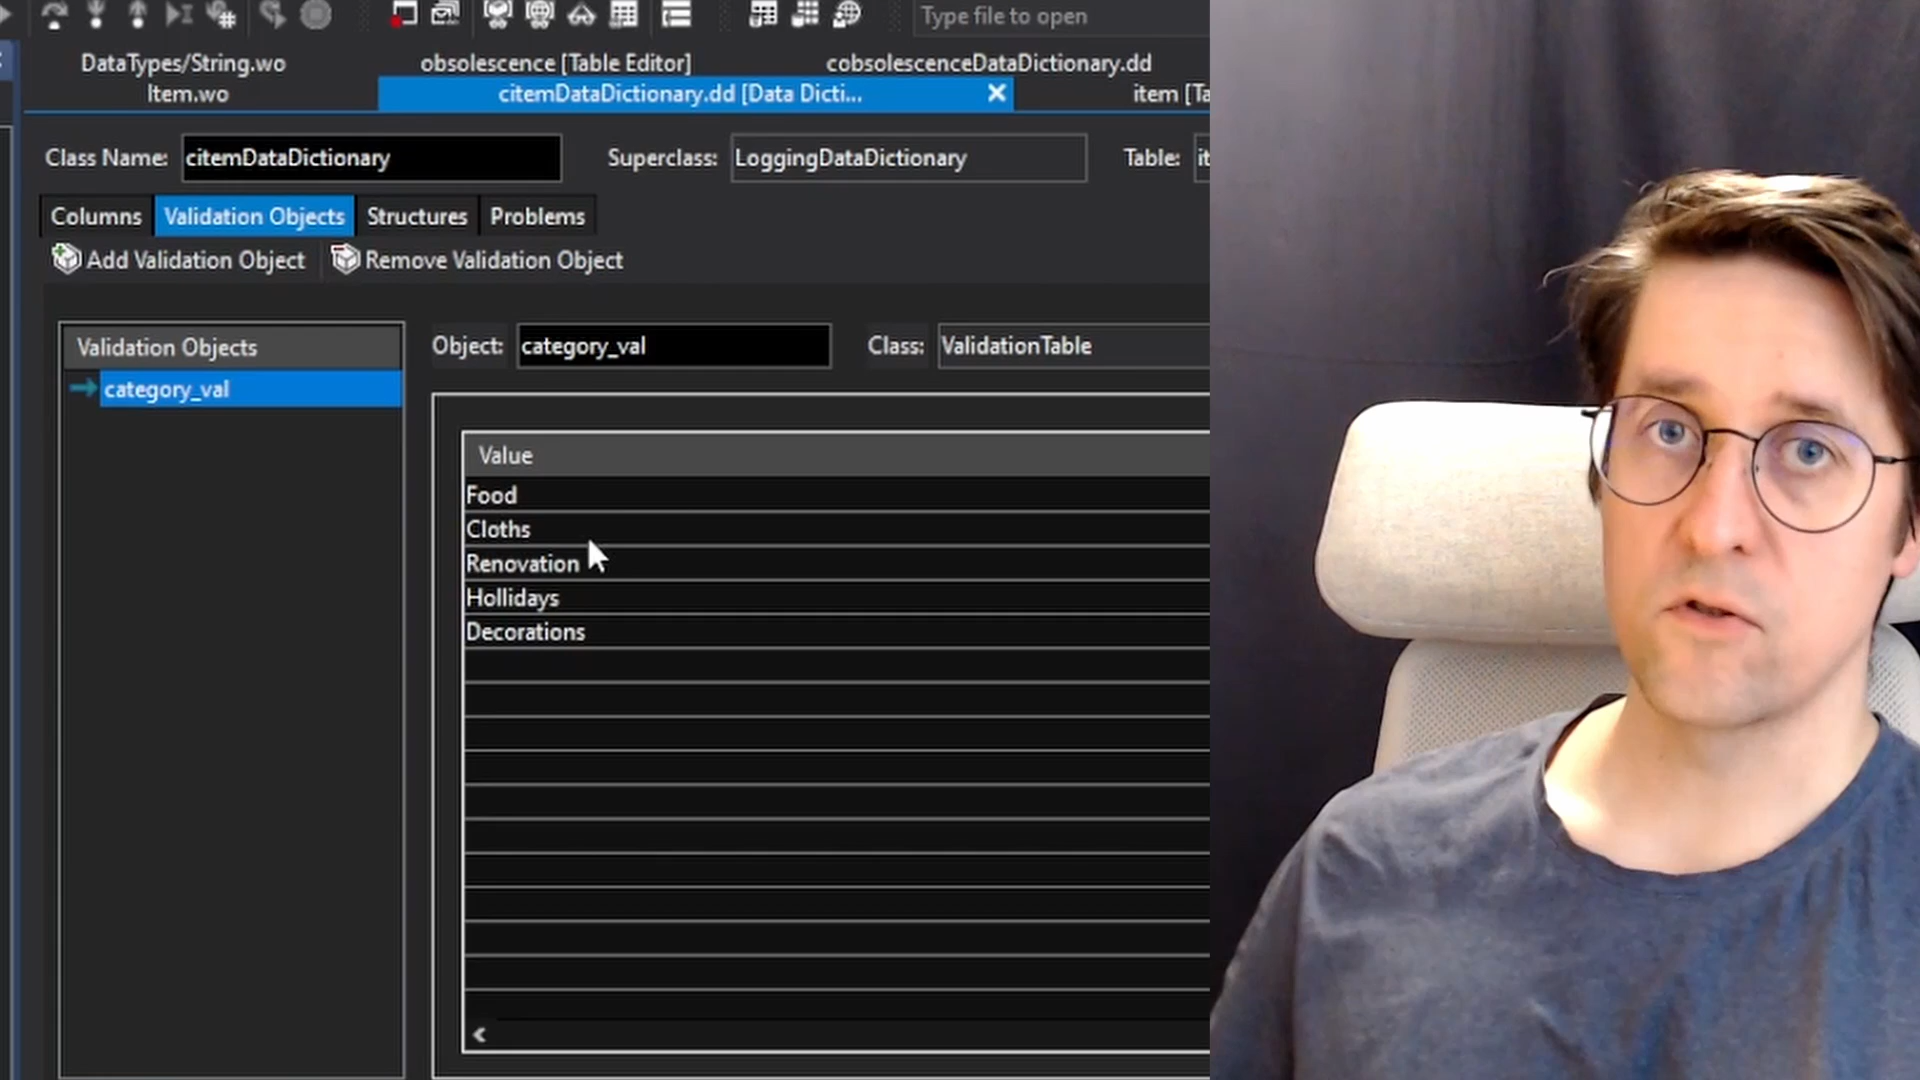 Type file to open
DataTypes/String.wo obsolescence [Table Editor] cobsolescenceDataDictionary.dd
Item.wo citemDataDictionary.dd [Data Dicti... item [Ta
Class Name: citemDataDictionary Superclass: LoggingDataDictionary Table: it
Columns Validation Objects Structures Problems
Add Validation Object Remove Validation Object
Validation Objects Object: category_val Class: ValidationTable
category_val
Value
Food
Cloths
Renovation
Hollidays
Decorations